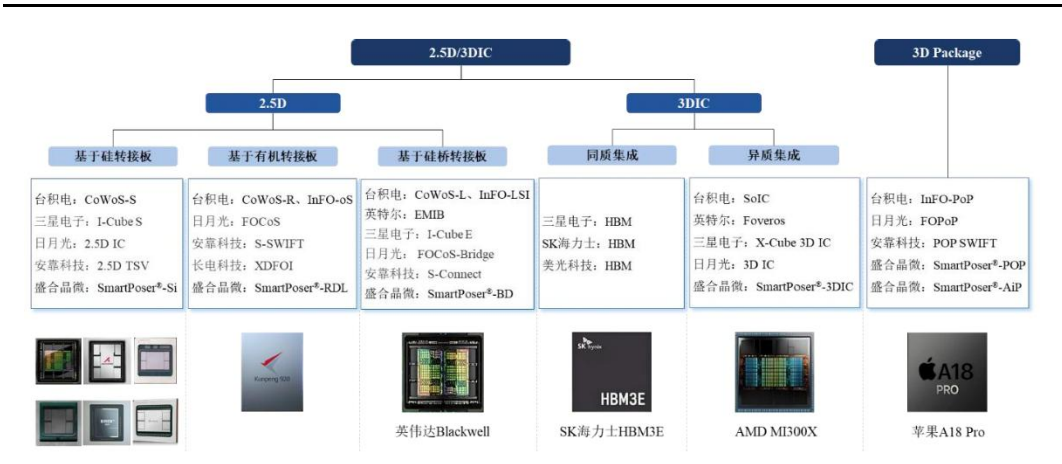 2.5D/3DIC
3D Package
2.5D
3DIC
基于硅转接板
基于有机转接板
基于硅桥转接板
同质集成
异质集成
台积电：CoWoS-S
三星电子：I-Cube S
日月光：2.5D IC
安靠科技：2.5D TSV
盛合晶微：SmartPoser®-Si
台积电：CoWoS-R、InFO-oS
日月光：FOCoS
安靠科技：S-SWIFT
长电科技：XDFOI
盛合晶微：SmartPoser®-RDL
台积电：CoWoS-L、InFO-LSI
英特尔：EMIB
三星电子：I-Cube E
日月光：FOCoS-Bridge
安靠科技：S-Connect
盛合晶微：SmartPoser®-BD
三星电子：HBM
SK海力士：HBM
美光科技：HBM
台积电：SoIC
英特尔：Foveros
三星电子：X-Cube 3D IC
日月光：3D IC
盛合晶微：SmartPoser®-3DIC
台积电：InFO-PoP
日月光：FOPoP
安靠科技：POP SWIFT
盛合晶微：SmartPoser®-POP
盛合晶微：SmartPoser®-AiP
SK hynix
HBM3E
A18
PRO
英伟达Blackwell
SK海力士HBM3E
AMD MI300X
苹果A18 Pro